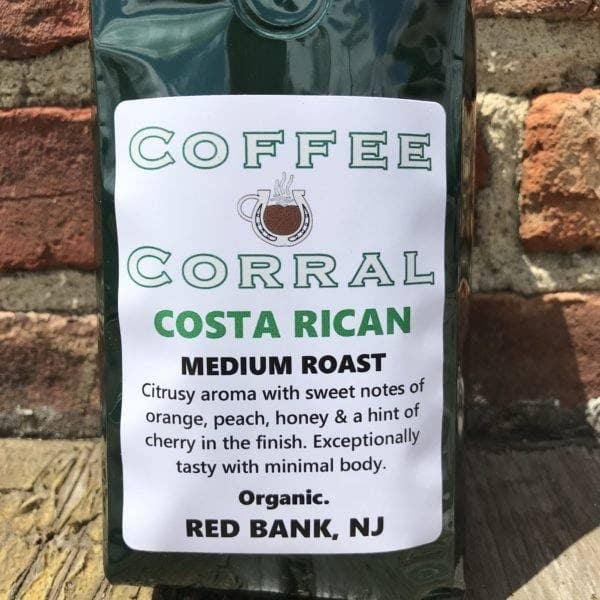 COFFEE
CORRAL
COSTA RICAN
MEDIUM ROAST
Citrusy aroma with sweet notes of
orange, peach, honey & a hint of
cherry in the finish. Exceptionally
tasty with minimal body.
Organic.
RED BANK, NJ